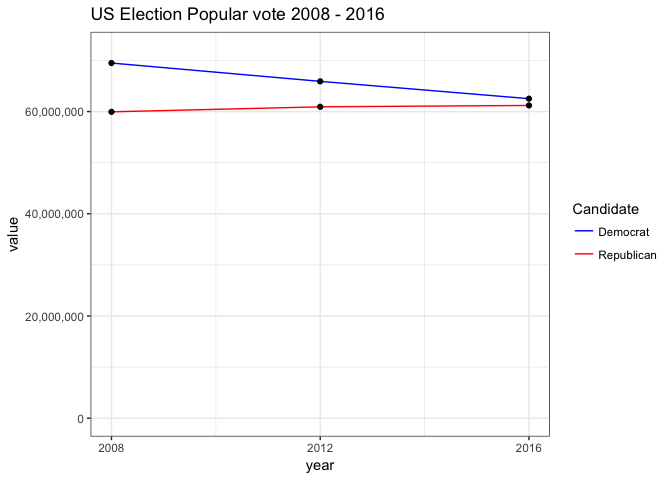 US Election Popular vote 2008 - 2016
value
60,000,000
40,000,000
20,000,000
0
2008
2012
2016
year
Candidate
Democrat
Republican